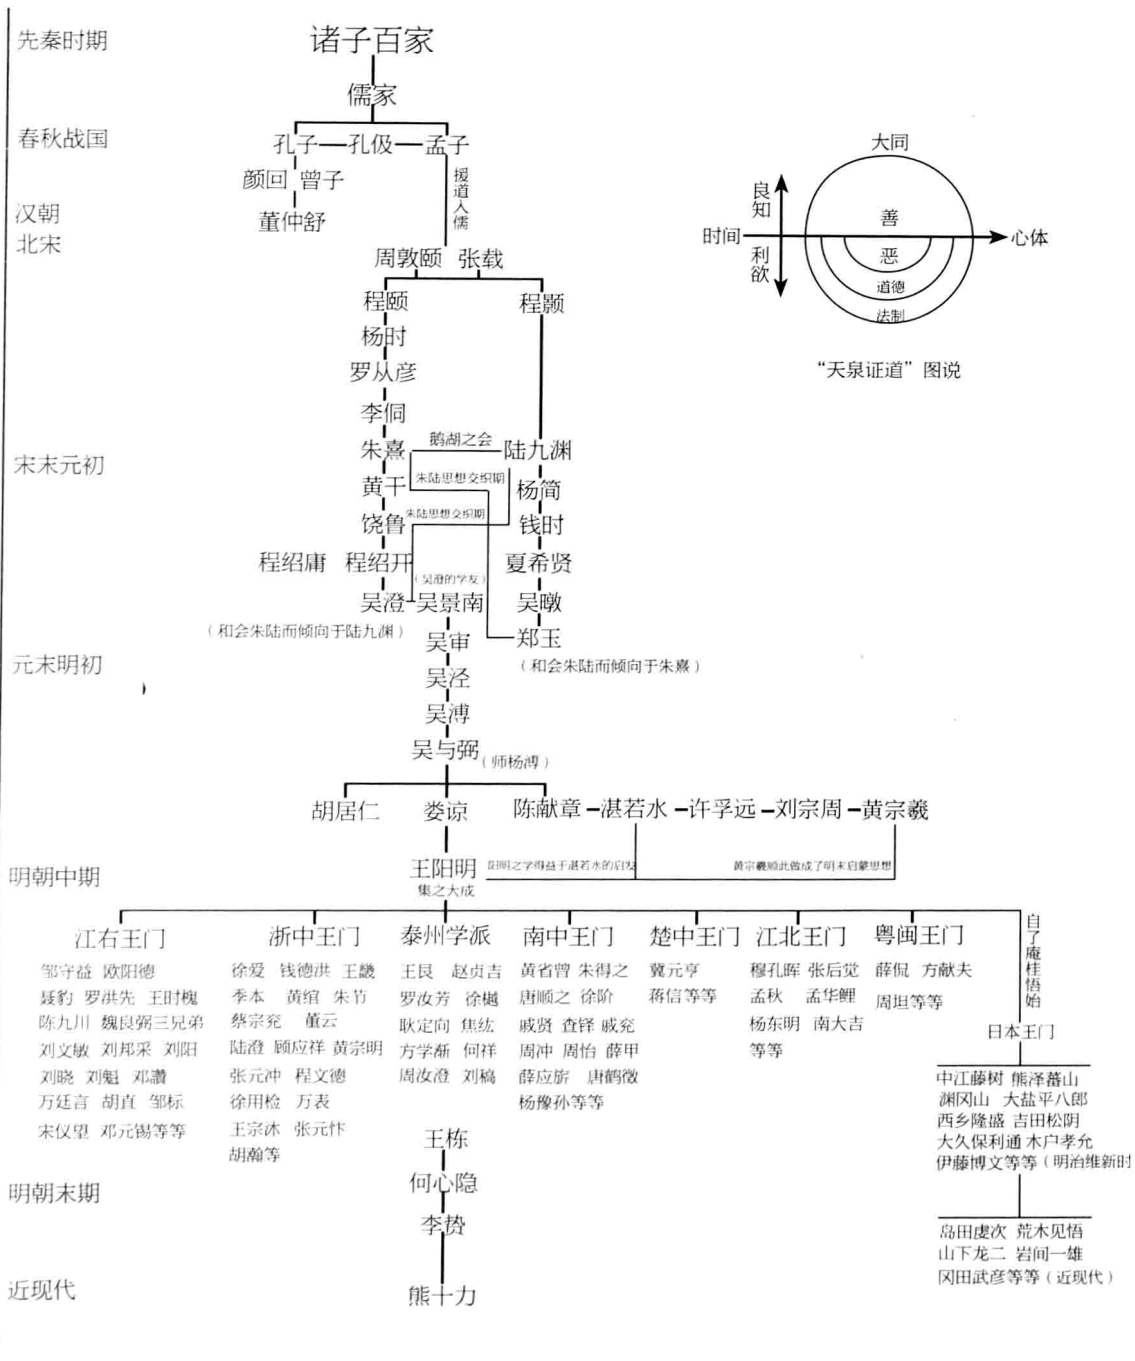 先秦时期
诸子百家
儒家
春秋战国
孔子 孔伋 孟子
颜回 曾子
援道入儒
汉朝
董仲舒
北宋
周敦颐 张载
程颐 程颢
杨时
罗从彦
李侗
宋末元初
朱熹 鹅湖之会 陆九渊
朱陆思想交织期
黄干 杨简
朱陆思想交织期
饶鲁 钱时
程绍庸 程绍开 夏希贤
(吴澄的学友)
吴澄 吴景南 吴暾
(和会朱陆而倾向于陆九渊)
吴审 郑玉
元末明初
(和会朱陆而倾向于朱熹)
吴泾
吴溥
吴与弼
(师杨溥)
胡居仁 娄谅 陈献章 湛若水 许孚远 刘宗周 黄宗羲
明朝中期
王阳明
集之大成
阳明之学得益于湛若水的启发 黄宗羲顺此做成了明末启蒙思想
江右王门
邹守益 欧阳德
聂豹 罗洪先 王时槐
陈九川 魏良弼三兄弟
刘文敏 刘邦采 刘阳
刘晓 刘魁 邓讚
万廷言 胡直 邹标
宋仪望 邓元锡等等
浙中王门
徐爱 钱德洪 王畿
季本 黄绾 朱节
蔡宗兖 董云
陆澄 顾应祥 黄宗明
张元冲 程文德
徐用检 万表
王宗沐 张元忭
胡瀚等
泰州学派
王艮 赵贞吉
罗汝芳 徐樾
耿定向 焦纮
方学渐 何祥
周汝澄 刘稿
王栋
何心隐
李贽
熊十力
南中王门
黄省曾 朱得之
唐顺之 徐阶
戚贤 查铎 戚兖
周冲 周怡 薛甲
薛应旂 唐鹤徵
杨豫孙等等
楚中王门
冀元亨
蒋信等等
江北王门
穆孔晖 张后觉
孟秋 孟华鲤
杨东明 南大吉
等等
粤闽王门
薛侃 方献夫
周坦等等
自了庵桂悟始
日本王门
中江藤树 熊泽蕃山
渊冈山 大盐平八郎
西乡隆盛 吉田松阴
大久保利通 木户孝允
伊藤博文等等(明治维新时
岛田虔次 荒木见悟
山下龙二 岩间一雄
冈田武彦等等(近现代)
明朝末期
近现代
大同
良知
善
时间
心体
恶
利欲
道德
法制
“天泉证道”图说